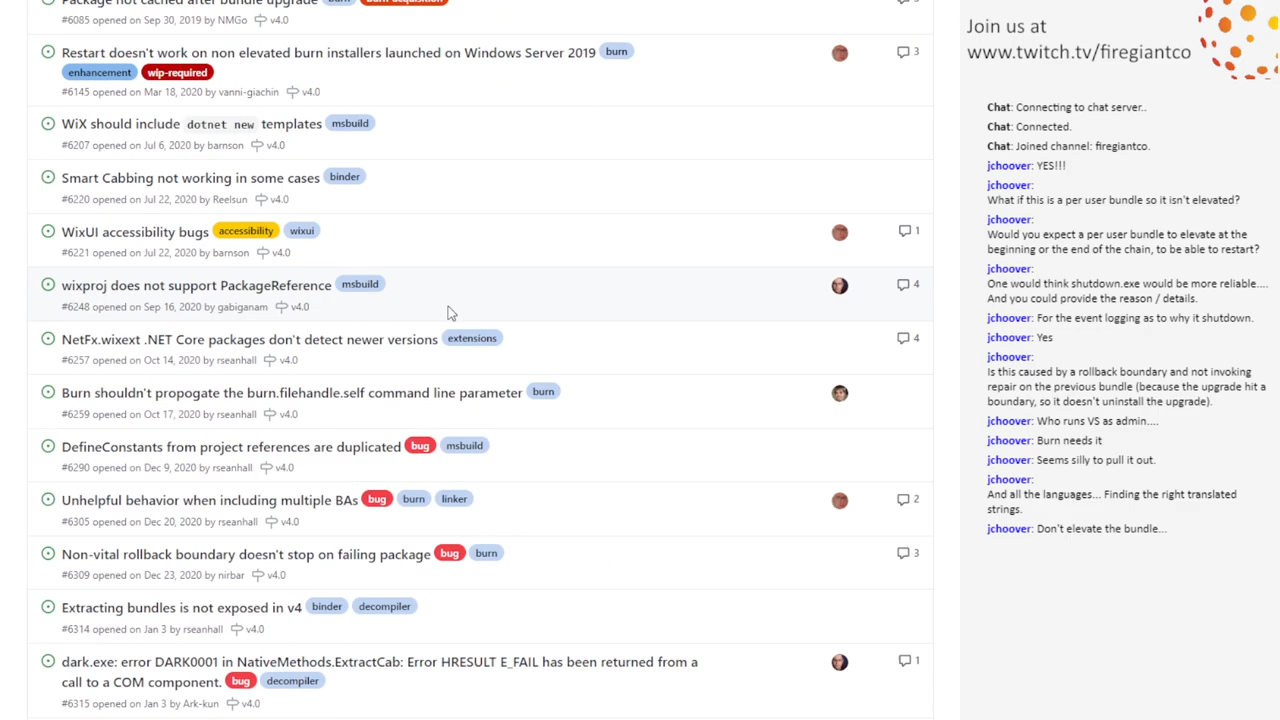 Package not cached after bundle upgrade burn burn-acquisition
#6085 opened on Sep 30, 2019 by NMGo v4.0
Restart doesn't work on non elevated burn installers launched on Windows Server 2019 burn
enhancement wip-required
3
#6145 opened on Mar 18, 2020 by vanni-giachin v4.0
WiX should include dotnet new templates msbuild
#6207 opened on Jul 6, 2020 by barnson v4.0
Smart Cabbing not working in some cases binder
#6220 opened on Jul 22, 2020 by Reelsun v4.0
WixUI accessibility bugs accessibility wixui
1
#6221 opened on Jul 22, 2020 by barnson v4.0
wixproj does not support PackageReference msbuild
4
#6248 opened on Sep 16, 2020 by gabiganam v4.0
NetFx.wixext .NET Core packages don't detect newer versions extensions
4
#6257 opened on Oct 14, 2020 by rseanhall v4.0
Burn shouldn't propogate the burn.filehandle.self command line parameter burn
#6259 opened on Oct 17, 2020 by rseanhall v4.0
DefineConstants from project references are duplicated bug msbuild
#6290 opened on Dec 9, 2020 by rseanhall v4.0
Unhelpful behavior when including multiple BAs bug burn linker
2
#6305 opened on Dec 20, 2020 by rseanhall v4.0
Non-vital rollback boundary doesn't stop on failing package bug burn
3
#6309 opened on Dec 23, 2020 by nirbar v4.0
Extracting bundles is not exposed in v4 binder decompiler
#6314 opened on Jan 3 by rseanhall v4.0
dark.exe: error DARK0001 in NativeMethods.ExtractCab: Error HRESULT E_FAIL has been returned from a
call to a COM component. bug decompiler
1
#6315 opened on Jan 3 by Ark-kun v4.0
Join us at
www.twitch.tv/firegiantco
Chat: Connecting to chat server..
Chat: Connected.
Chat: Joined channel: firegiantco.
jchoover: YES!!!
jchoover:
What if this is a per user bundle so it isn't elevated?
jchoover:
Would you expect a per user bundle to elevate at the
beginning or the end of the chain, to be able to restart?
jchoover:
One would think shutdown.exe would be more reliable....
And you could provide the reason / details.
jchoover: For the event logging as to why it shutdown.
jchoover: Yes
jchoover:
Is this caused by a rollback boundary and not invoking
repair on the previous bundle (because the upgrade hit a
boundary, so it doesn't uninstall the upgrade).
jchoover: Who runs VS as admin....
jchoover: Burn needs it
jchoover: Seems silly to pull it out.
jchoover:
And all the languages... Finding the right translated
strings.
jchoover: Don't elevate the bundle...